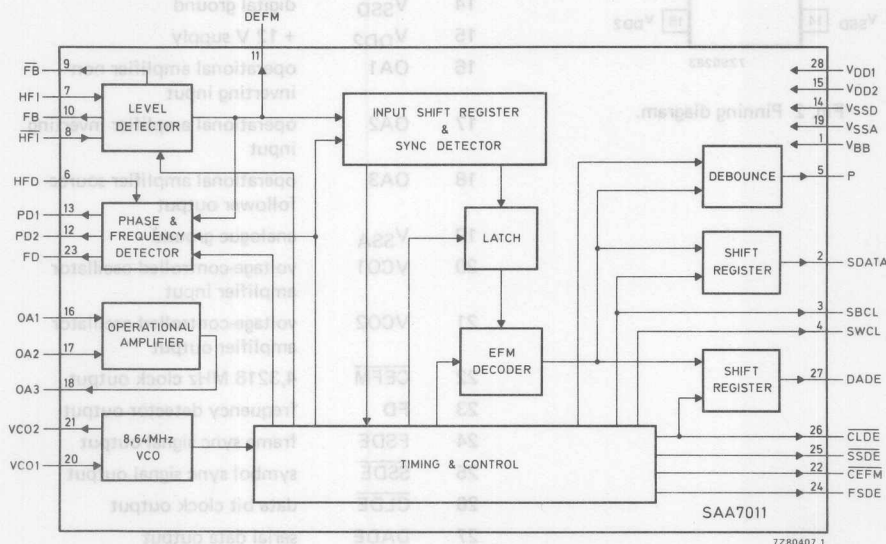 DEFM
11
FB 9
HFI 7
FB 10
HFI 8
LEVEL
DETECTOR
HFD 6
PD1 13
PD2 12
FD 23
PHASE &
FREQUENCY
DETECTOR
OA1 16
OA2 17
OA3 18
OPERATIONAL
AMPLIFIER
VCO2 21
VCO1 20
8,64MHz
VCO
INPUT SHIFT REGISTER
&
SYNC DETECTOR
LATCH
EFM
DECODER
TIMING & CONTROL
DEBOUNCE
SHIFT
REGISTER
SHIFT
REGISTER
28 VDD1
15 VDD2
14 VSSD
19 VSSA
1 VBB
5 P
2 SDATA
3 SBCL
4 SWCL
27 DADE
26 CLDE
25 SSDE
22 CEFM
24 FSDE
SAA7011
7Z80407.1
14 VSSD digital ground
15 VDD2 + 12 V supply
16 OA1 operational amplifier non-
inverting input
17 OA2 operational amplifier inverting
input
18 OA3 operational amplifier source
follower output
VSSA analogue ground
20 VCO1 voltage-controlled oscillator
amplifier input
21 VCO2 voltage-controlled oscillator
amplifier output
22 CEFM 4,3218 MHz clock output
23 FD frequency detector output
24 FSDE frame sync signal output
25 SSDE symbol sync signal output
26 CLDE data bit clock output
27 DADE serial data output
Pinning diagram.